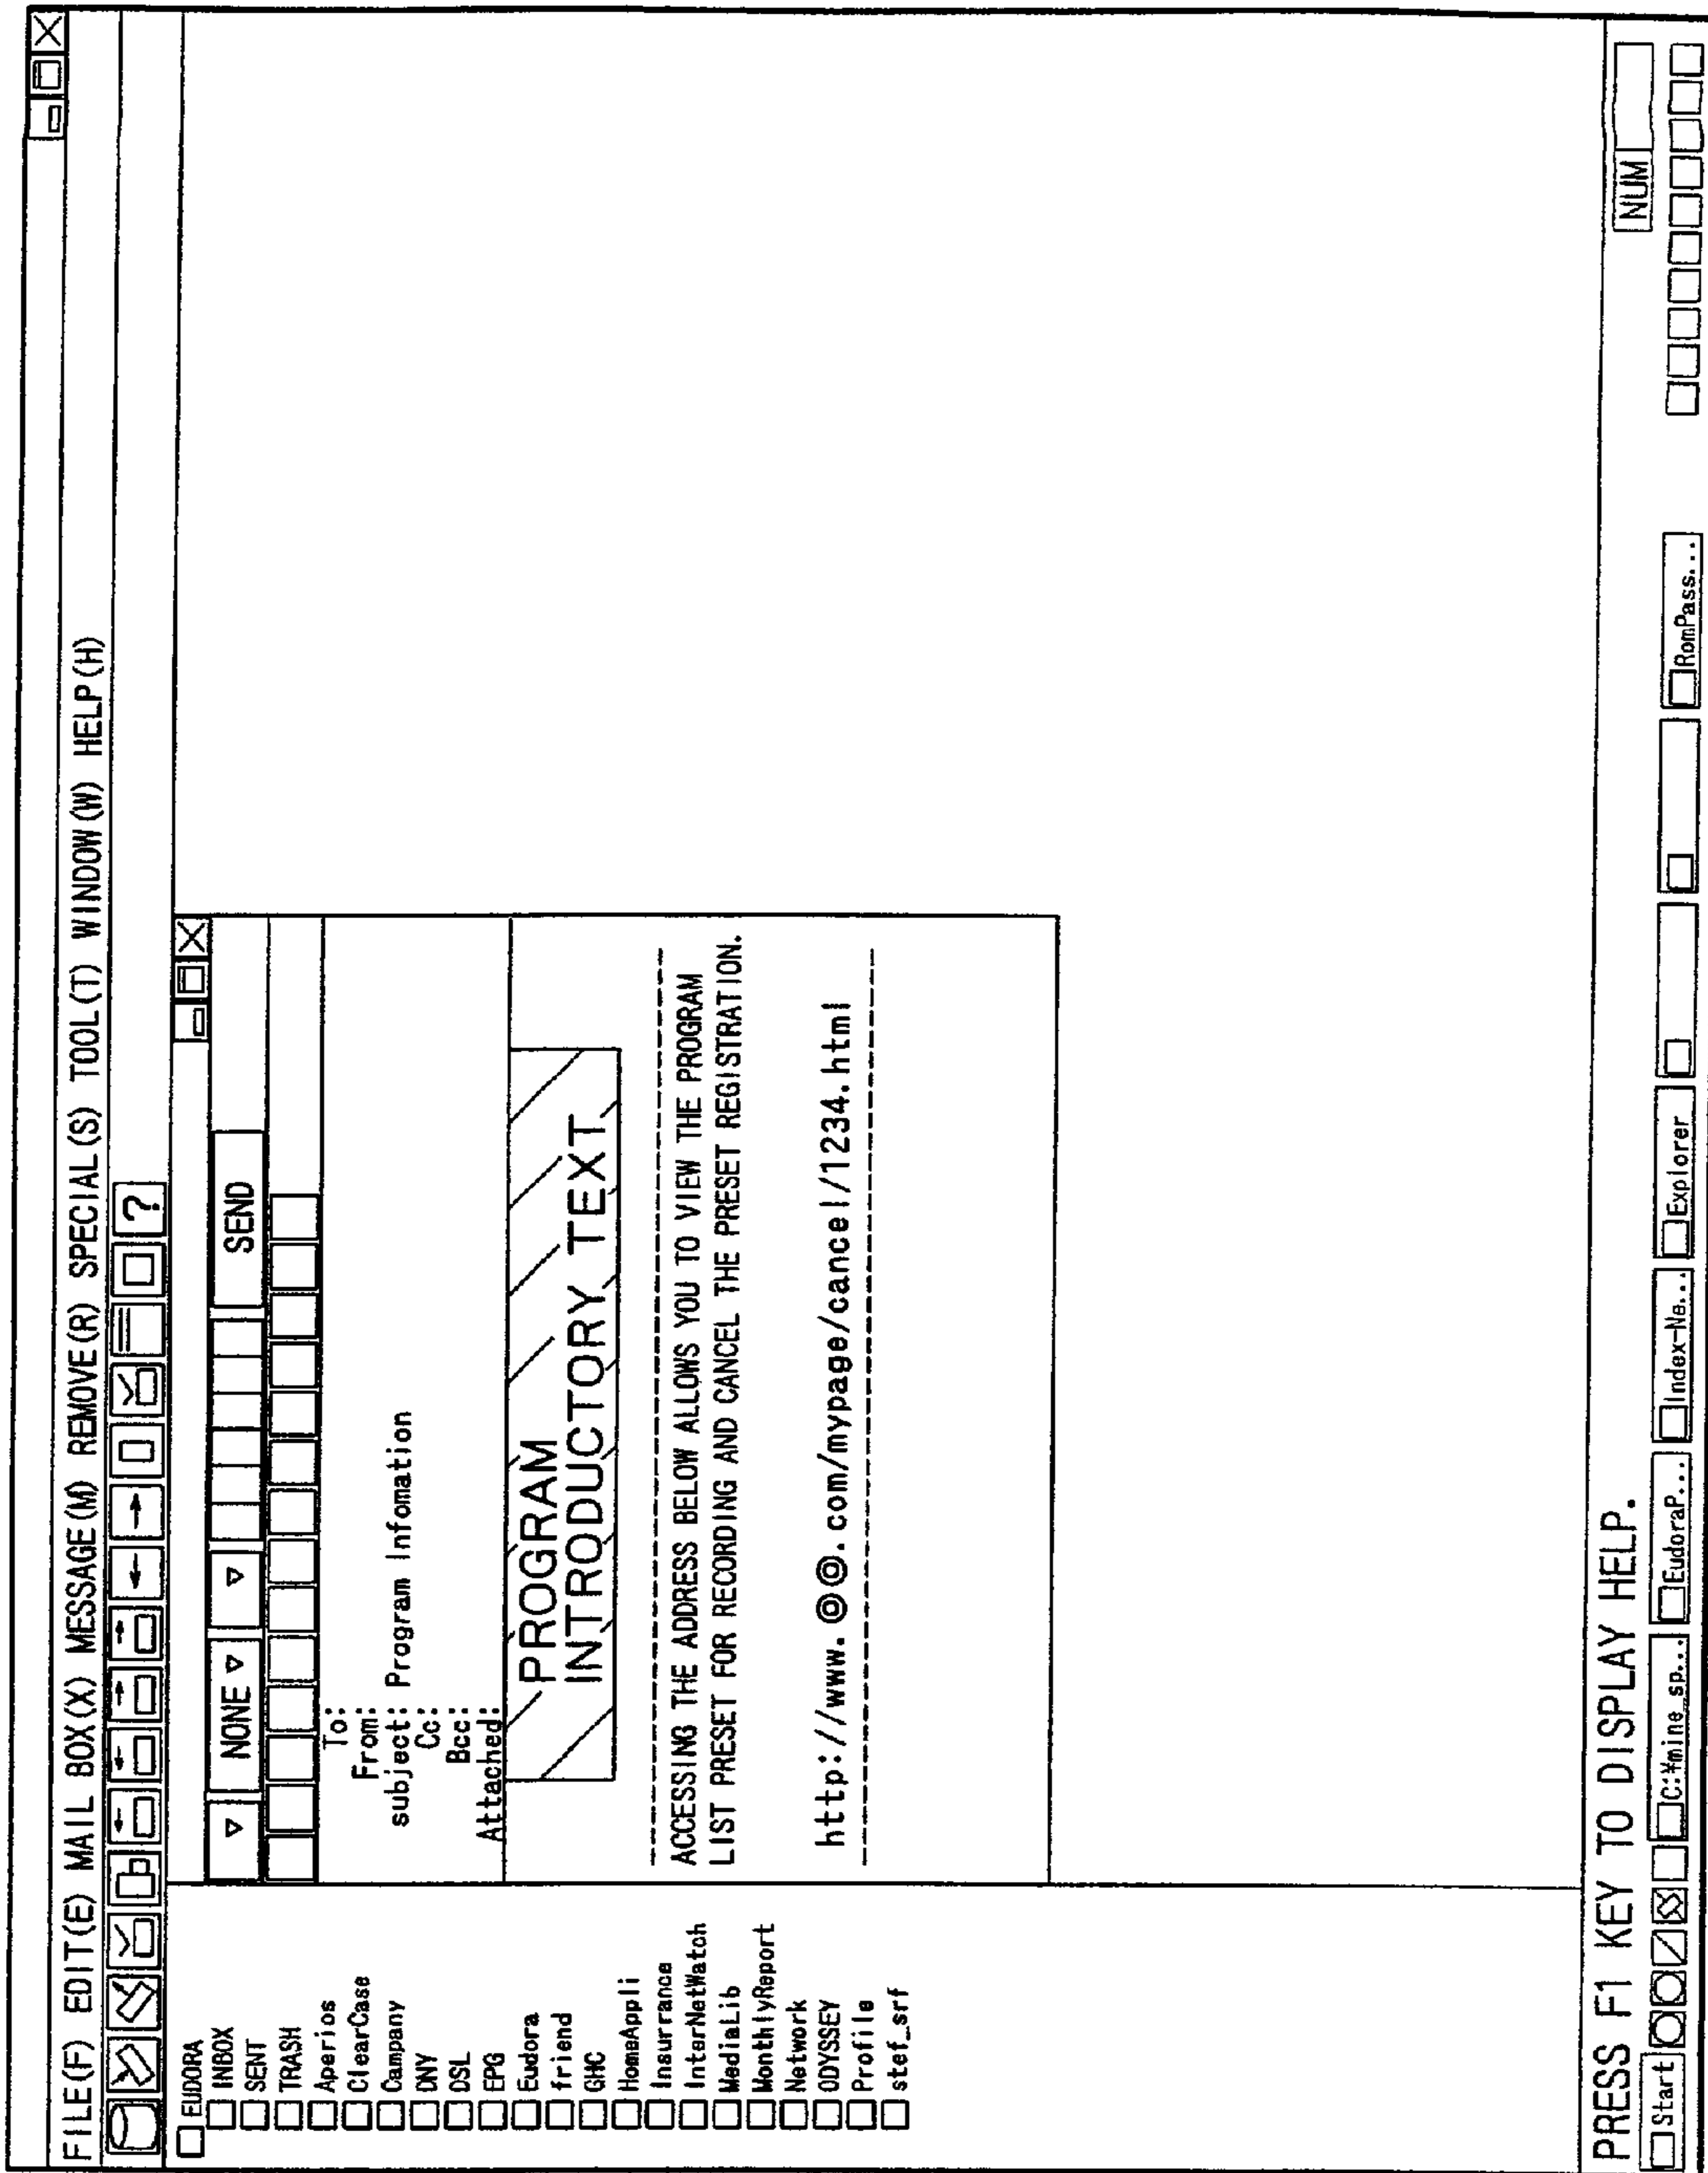 FILE(F) EDIT(E) MAIL BOX(X) MESSAGE(M) REMOVE(R) SPECIAL(S) TOOL(T) WINDOW(W) HELP(H)
?
EUDORA
INBOX
SENT
TRASH
Aperios
ClearCase
Campany
DNY
DSL
EPG
Eudora
friend
GHC
HomeAppli
Insurrance
InterNetWatch
MediaLib
MonthlyReport
Network
ODYSSEY
Profile
stef_srf
NONE SEND
To:
From:
subject: Program Infomation
Cc:
Bcc:
Attached:
PROGRAM
INTRODUCTORY TEXT
ACCESSING THE ADDRESS BELOW ALLOWS YOU TO VIEW THE PROGRAM
LIST PRESET FOR RECORDING AND CANCEL THE PRESET REGISTRATION.
http://www.◎◎.com/mypage/cancel/1234.html
PRESS F1 KEY TO DISPLAY HELP.
NUM
Start C:¥mine_sp... EudoraP... Index-Ne... Explorer RomPass...